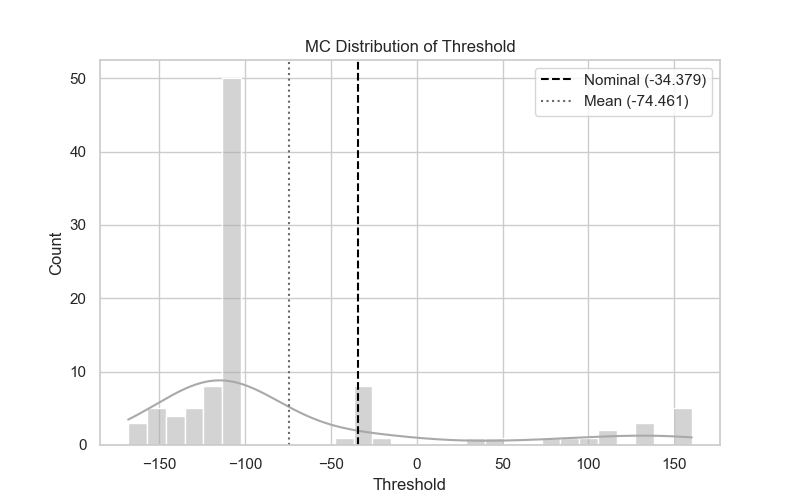 MC Distribution of Threshold
Nominal (-34.379)
Mean (-74.461)
Count
50
40
30
20
10
0
−150
−100
−50
0
50
100
150
Threshold